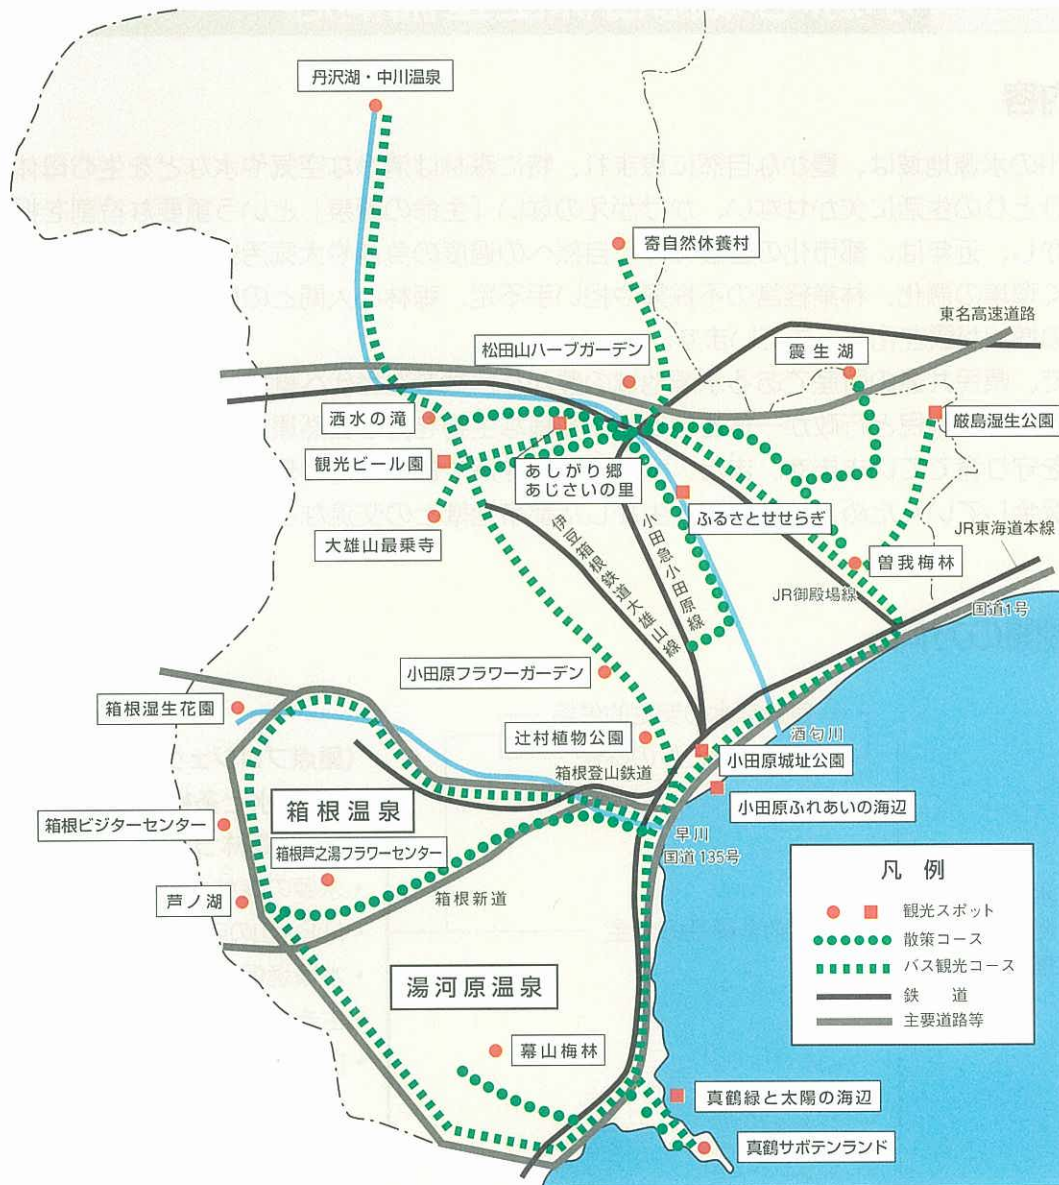 丹沢湖・中川温泉
寄自然休養村
東名高速道路
松田山ハーブガーデン
震生湖
洒水の滝
厳島湿生公園
観光ビール園
あしがり郷
あじさいの里
ふるさとせせらぎ
大雄山最乗寺
JR東海道本線
伊豆箱根鉄道大雄山線
小田急小田原線
曽我梅林
JR御殿場線
国道1号
小田原フラワーガーデン
箱根湿生花園
辻村植物公園
酒匂川
小田原城址公園
箱根登山鉄道
小田原ふれあいの海辺
箱根温泉
箱根ビジターセンター
早川
国道135号
箱根芦之湯フラワーセンター
芦ノ湖
箱根新道
凡例
観光スポット
散策コース
バス観光コース
鉄道
主要道路等
湯河原温泉
幕山梅林
真鶴緑と太陽の海辺
真鶴サボテンランド